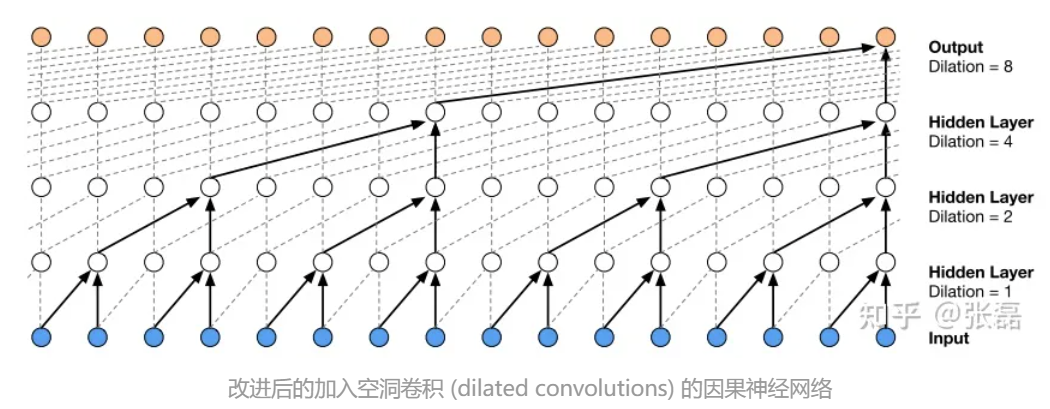 Output
Dilation = 8
Hidden Layer
Dilation = 4
Hidden Layer
Dilation = 2
Hidden Layer
Dilation = 1
知乎 @张磊
Input
改进后的加入空洞卷积 (dilated convolutions) 的因果神经网络